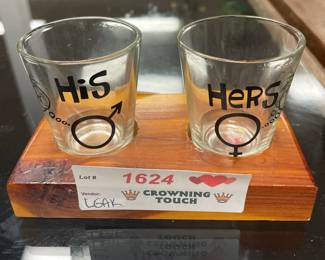 His
HeRS
Lot #
1624
Vendor:
LGAK
CROWNING
TOUCH